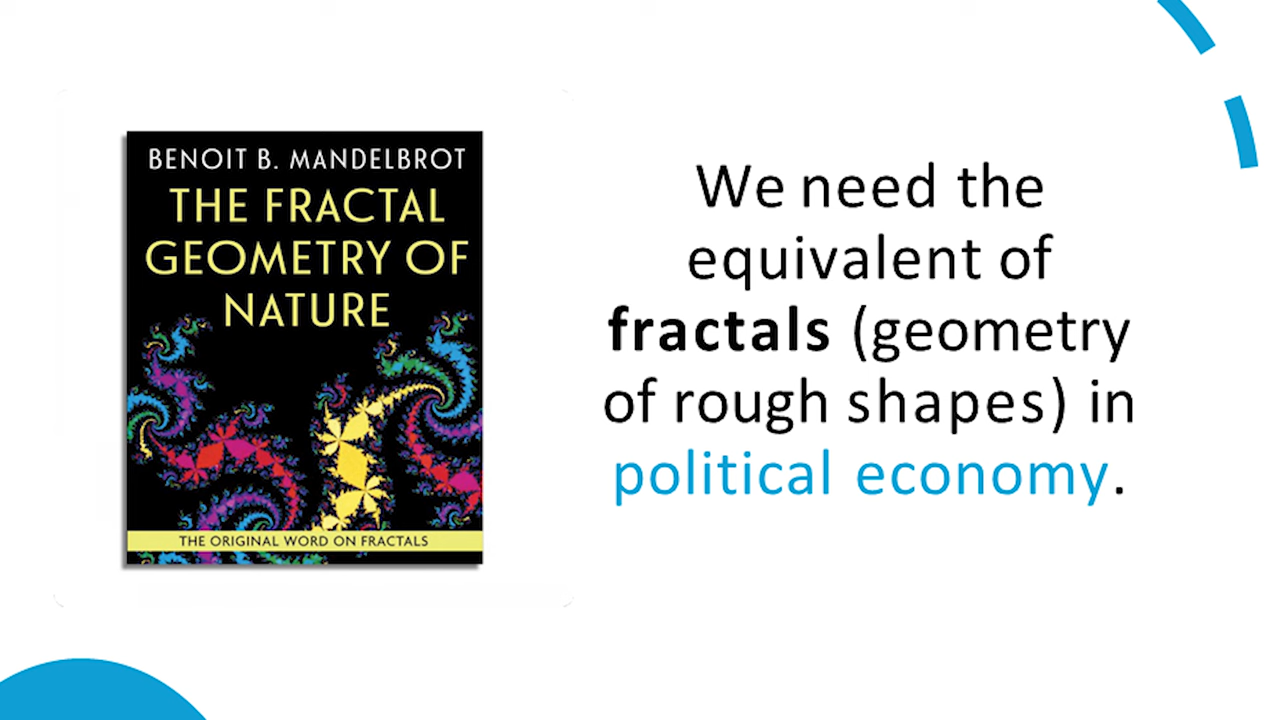 BENOIT B. MANDELBROT
THE FRACTAL
GEOMETRY OF
NATURE
THE ORIGINAL WORD ON FRACTALS
We need the
equivalent of
fractals (geometry
of rough shapes) in
political economy.